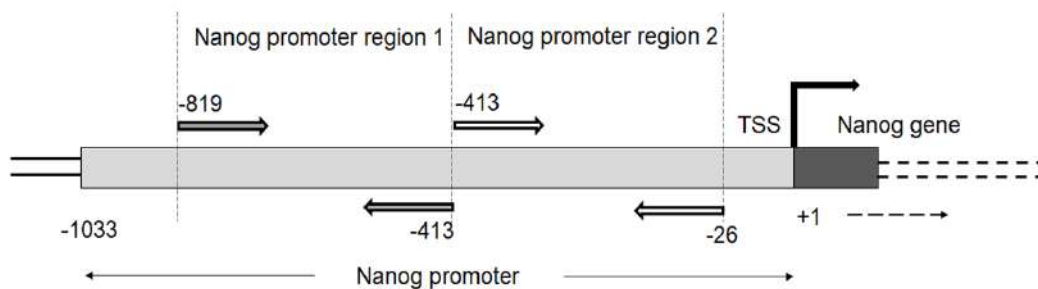 Nanog promoter region 1 Nanog promoter region 2
-819 -413
TSS Nanog gene
-1033 -413 -26 +1
Nanog promoter